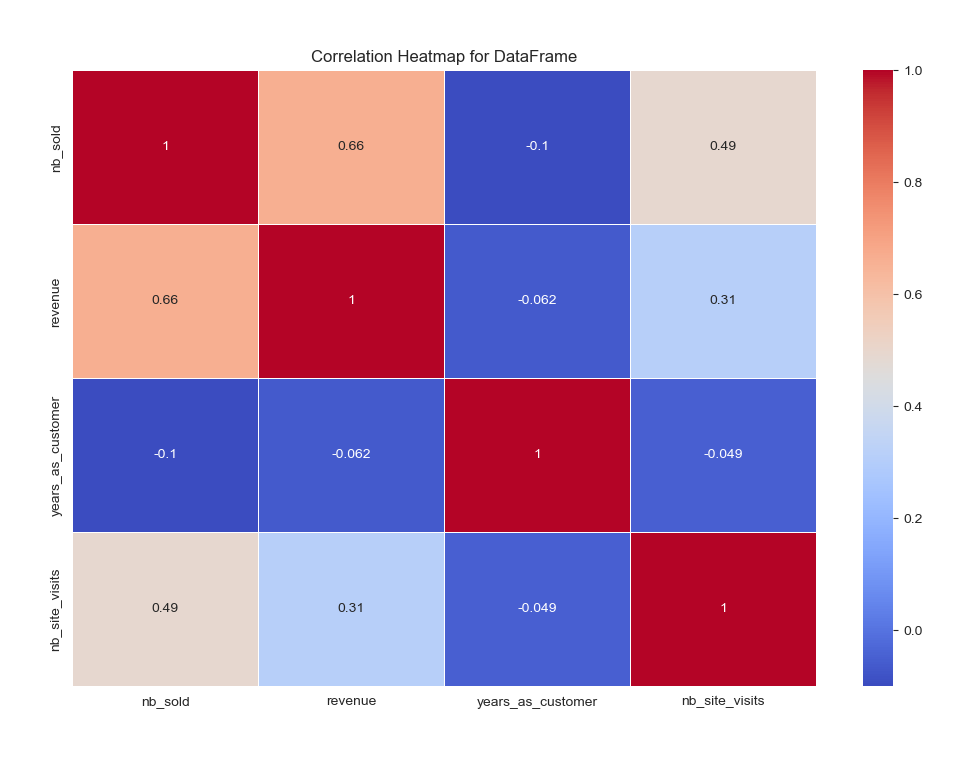 Correlation Heatmap for DataFrame
nb_sold
1
0.66
-0.1
0.49
revenue
0.66
1
-0.062
0.31
years_as_customer
-0.1
-0.062
1
-0.049
nb_site_visits
0.49
0.31
-0.049
1
nb_sold
revenue
years_as_customer
nb_site_visits
1.0
0.8
0.6
0.4
0.2
0.0